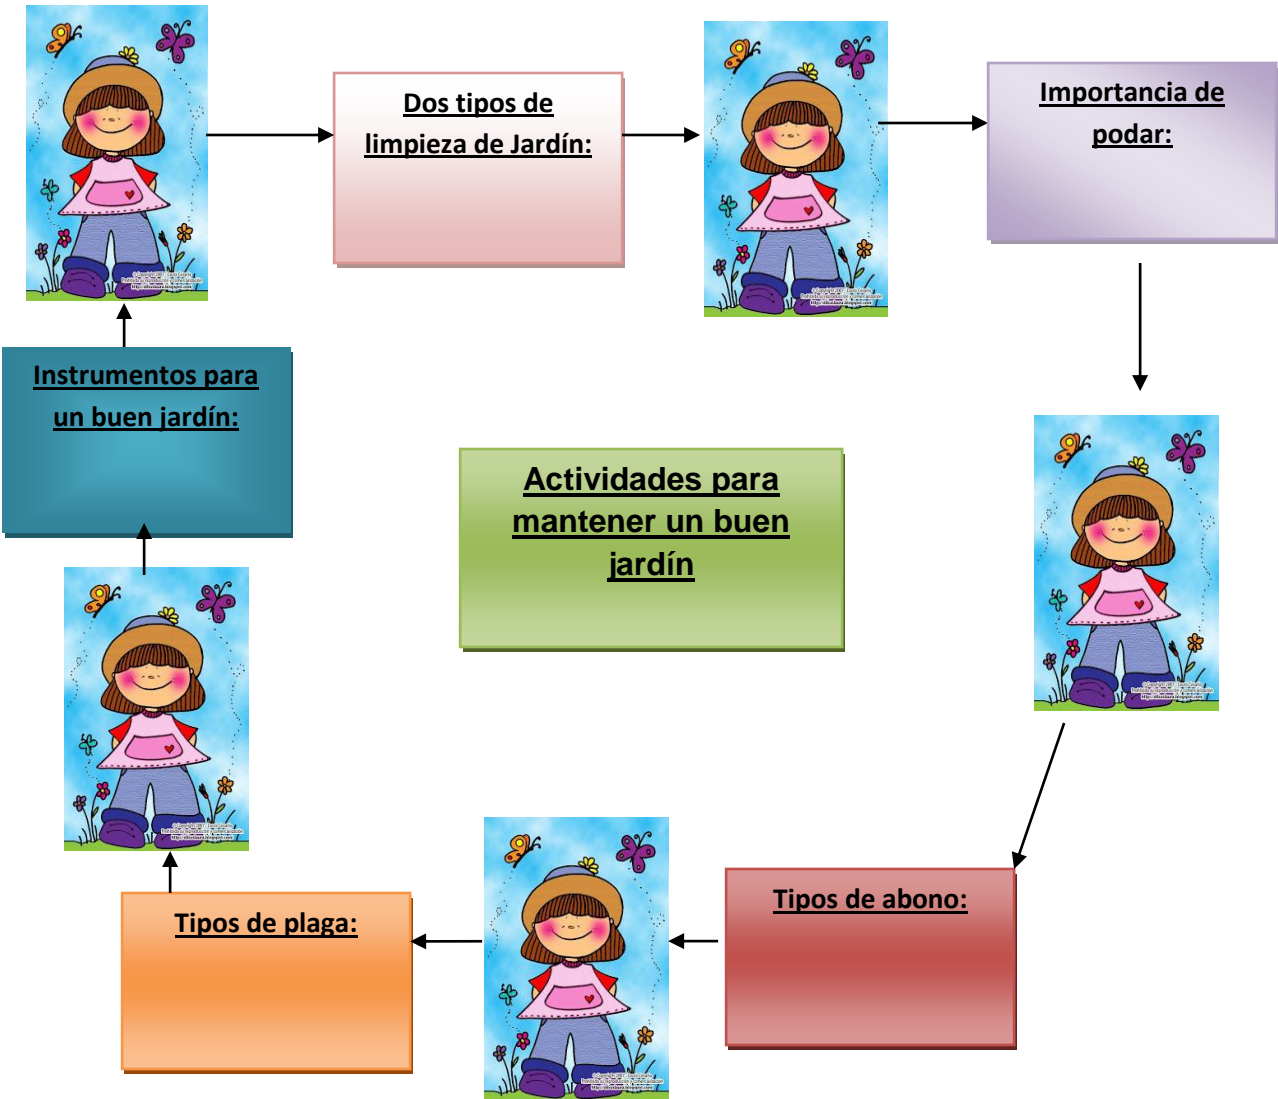 Dos tipos de
limpieza de Jardín:
Importancia de
podar:
Instrumentos para
un buen jardín:
Actividades para
mantener un buen
jardín
Tipos de abono:
Tipos de plaga: